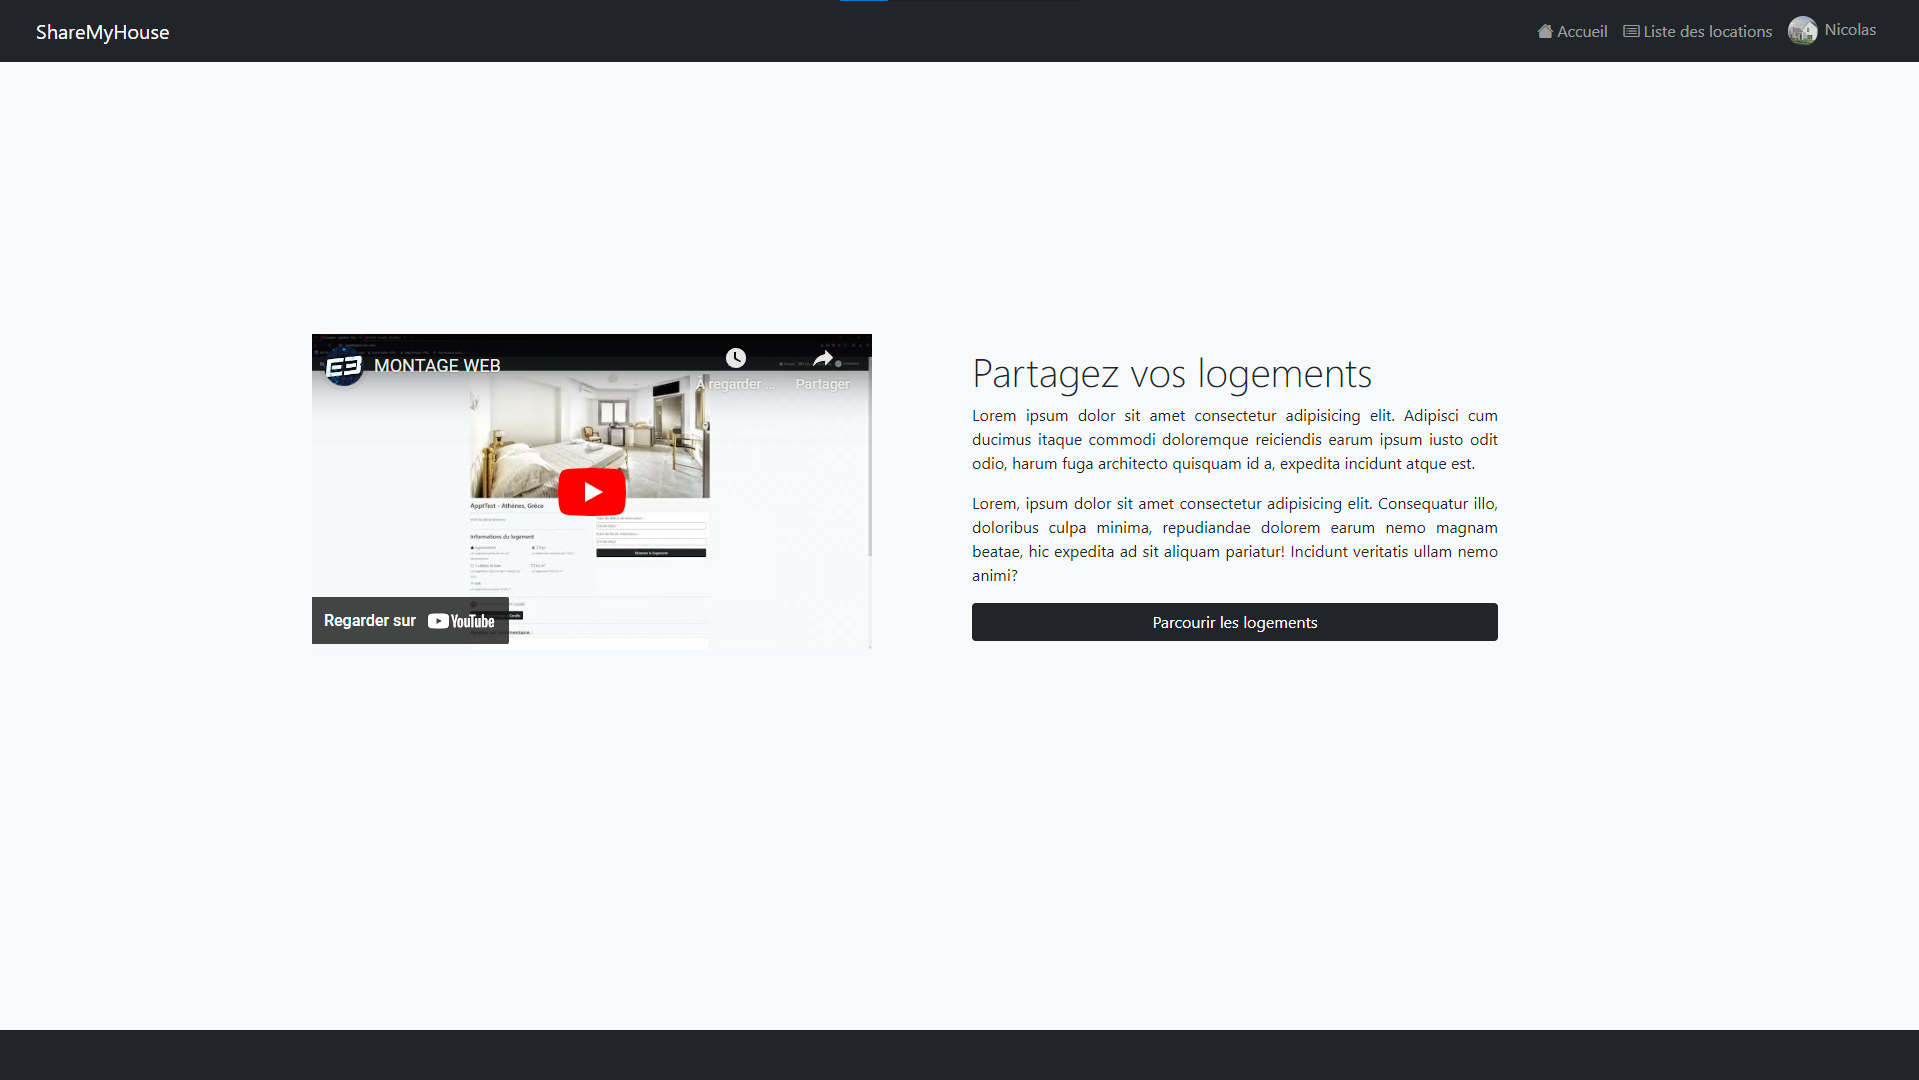 ShareMyHouse
Accueil
Liste des locations
Nicolas
MONTAGE WEB
À regarder ...
Partager
ApptTest - Athènes, Grèce
Informations du logement
Regarder sur YouTube
Partagez vos logements
Lorem ipsum dolor sit amet consectetur adipisicing elit. Adipisci cum
ducimus itaque commodi doloremque reiciendis earum ipsum iusto odit
odio, harum fuga architecto quisquam id a, expedita incidunt atque est.
Lorem, ipsum dolor sit amet consectetur adipisicing elit. Consequatur illo,
doloribus culpa minima, repudiandae dolorem earum nemo magnam
beatae, hic expedita ad sit aliquam pariatur! Incidunt veritatis ullam nemo
animi?
Parcourir les logements